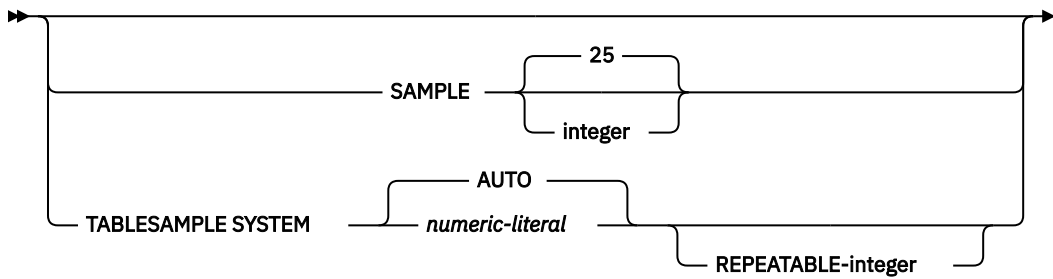 25
SAMPLE
integer
AUTO
TABLESAMPLE SYSTEM numeric-literal
REPEATABLE-integer